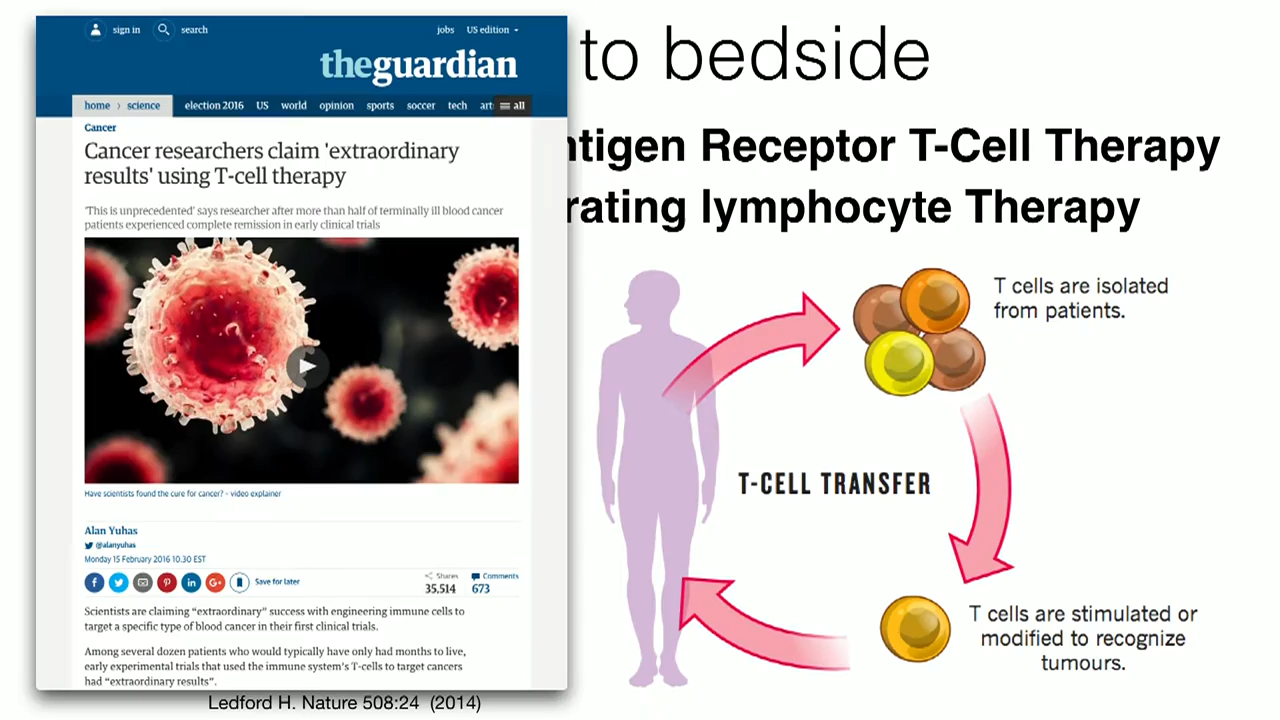 sign in search jobs US edition
theguardian
home › science election 2016 US world opinion sports soccer tech art all
Cancer
Cancer researchers claim 'extraordinary
results' using T-cell therapy
'This is unprecedented' says researcher after more than half of terminally ill blood cancer
patients experienced complete remission in early clinical trials
Have scientists found the cure for cancer? – video explainer
Alan Yuhas
@alanyuhas
Monday 15 February 2016 10.30 EST
Save for later
Shares
35,514
Comments
673
Scientists are claiming “extraordinary” success with engineering immune cells to
target a specific type of blood cancer in their first clinical trials.
Among several dozen patients who would typically have only had months to live,
early experimental trials that used the immune system's T-cells to target cancers
had “extraordinary results”.
to bedside
ntigen Receptor T-Cell Therapy
rating lymphocyte Therapy
T cells are isolated
from patients.
T-CELL TRANSFER
T cells are stimulated or
modified to recognize
tumours.
Ledford H. Nature 508:24 (2014)